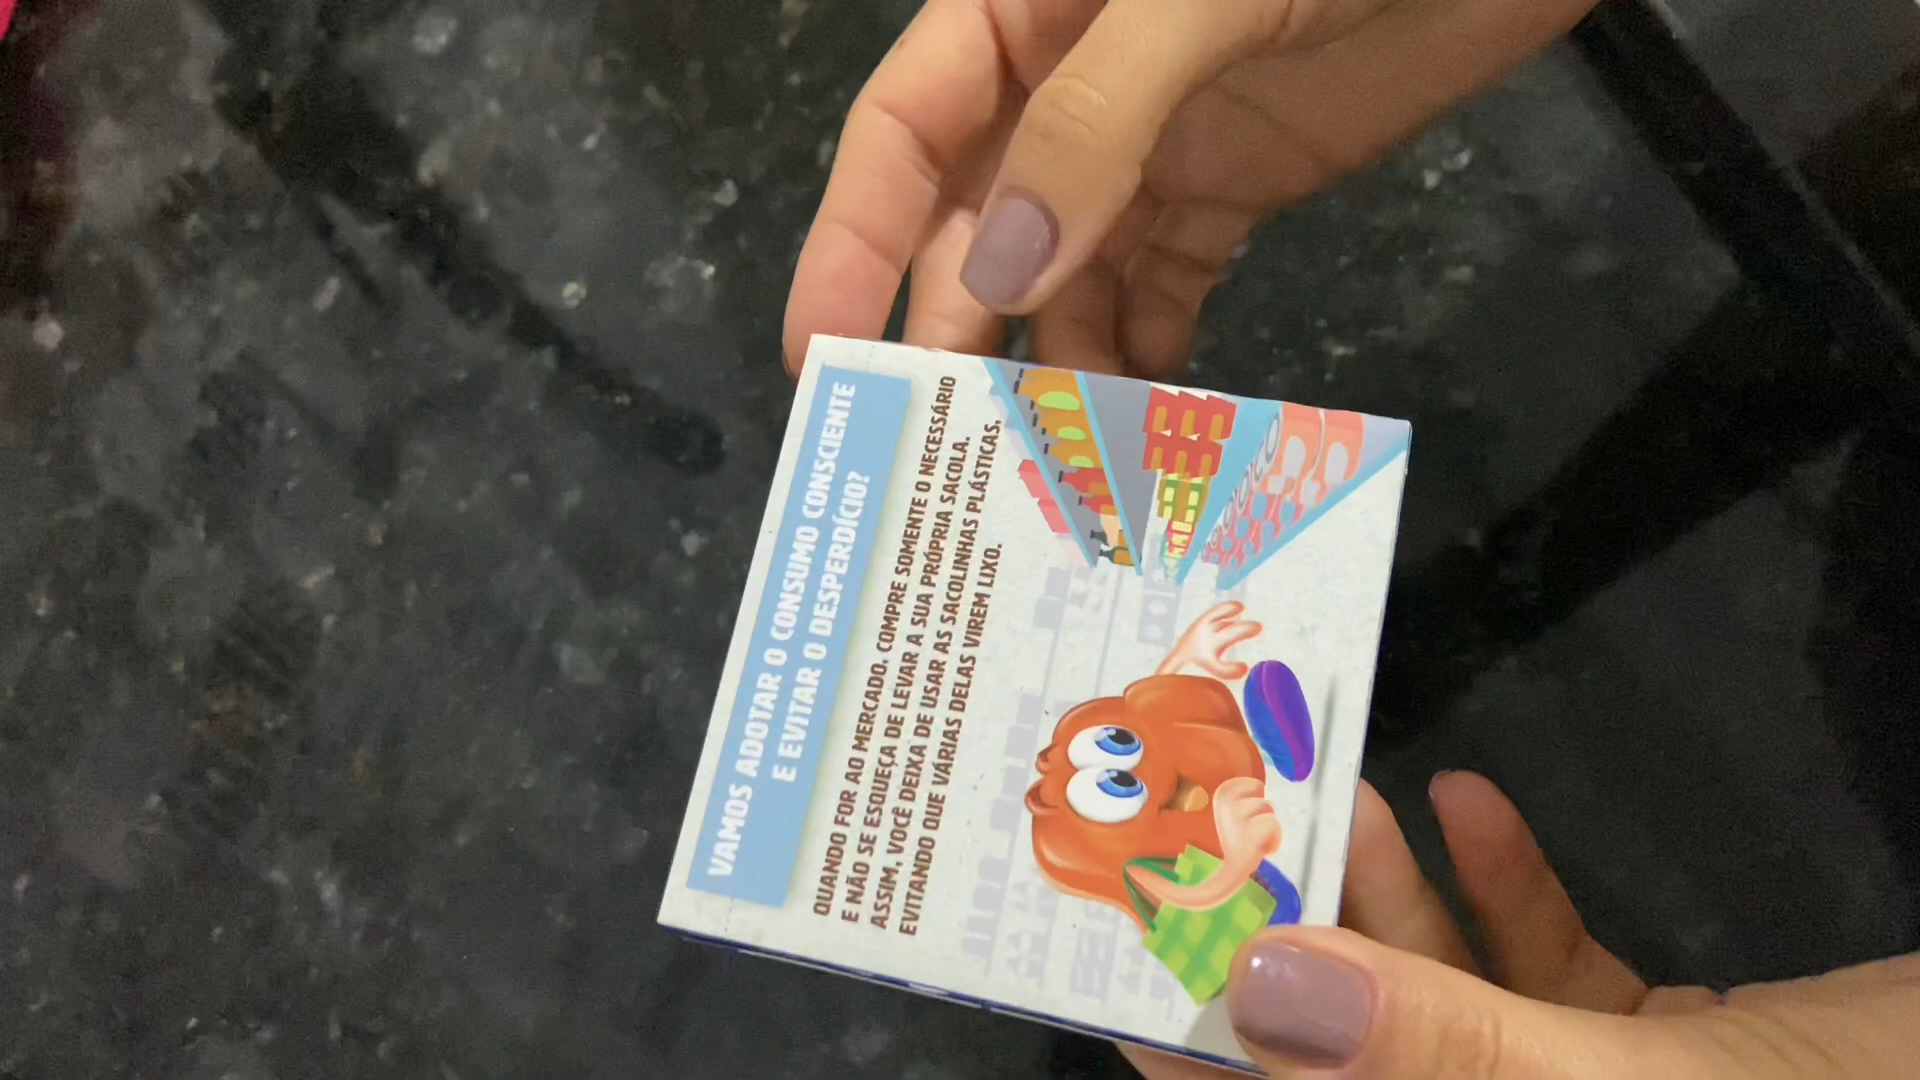 VAMOS ADOTAR O CONSUMO CONSCIENTE
E EVITAR O DESPERDÍCIO?
QUANDO FOR AO MERCADO, COMPRE SOMENTE O NECESSÁRIO
E NÃO SE ESQUEÇA DE LEVAR A SUA PRÓPRIA SACOLA.
ASSIM, VOCÊ DEIXA DE USAR AS SACOLINHAS PLÁSTICAS,
EVITANDO QUE VÁRIAS DELAS VIREM LIXO.